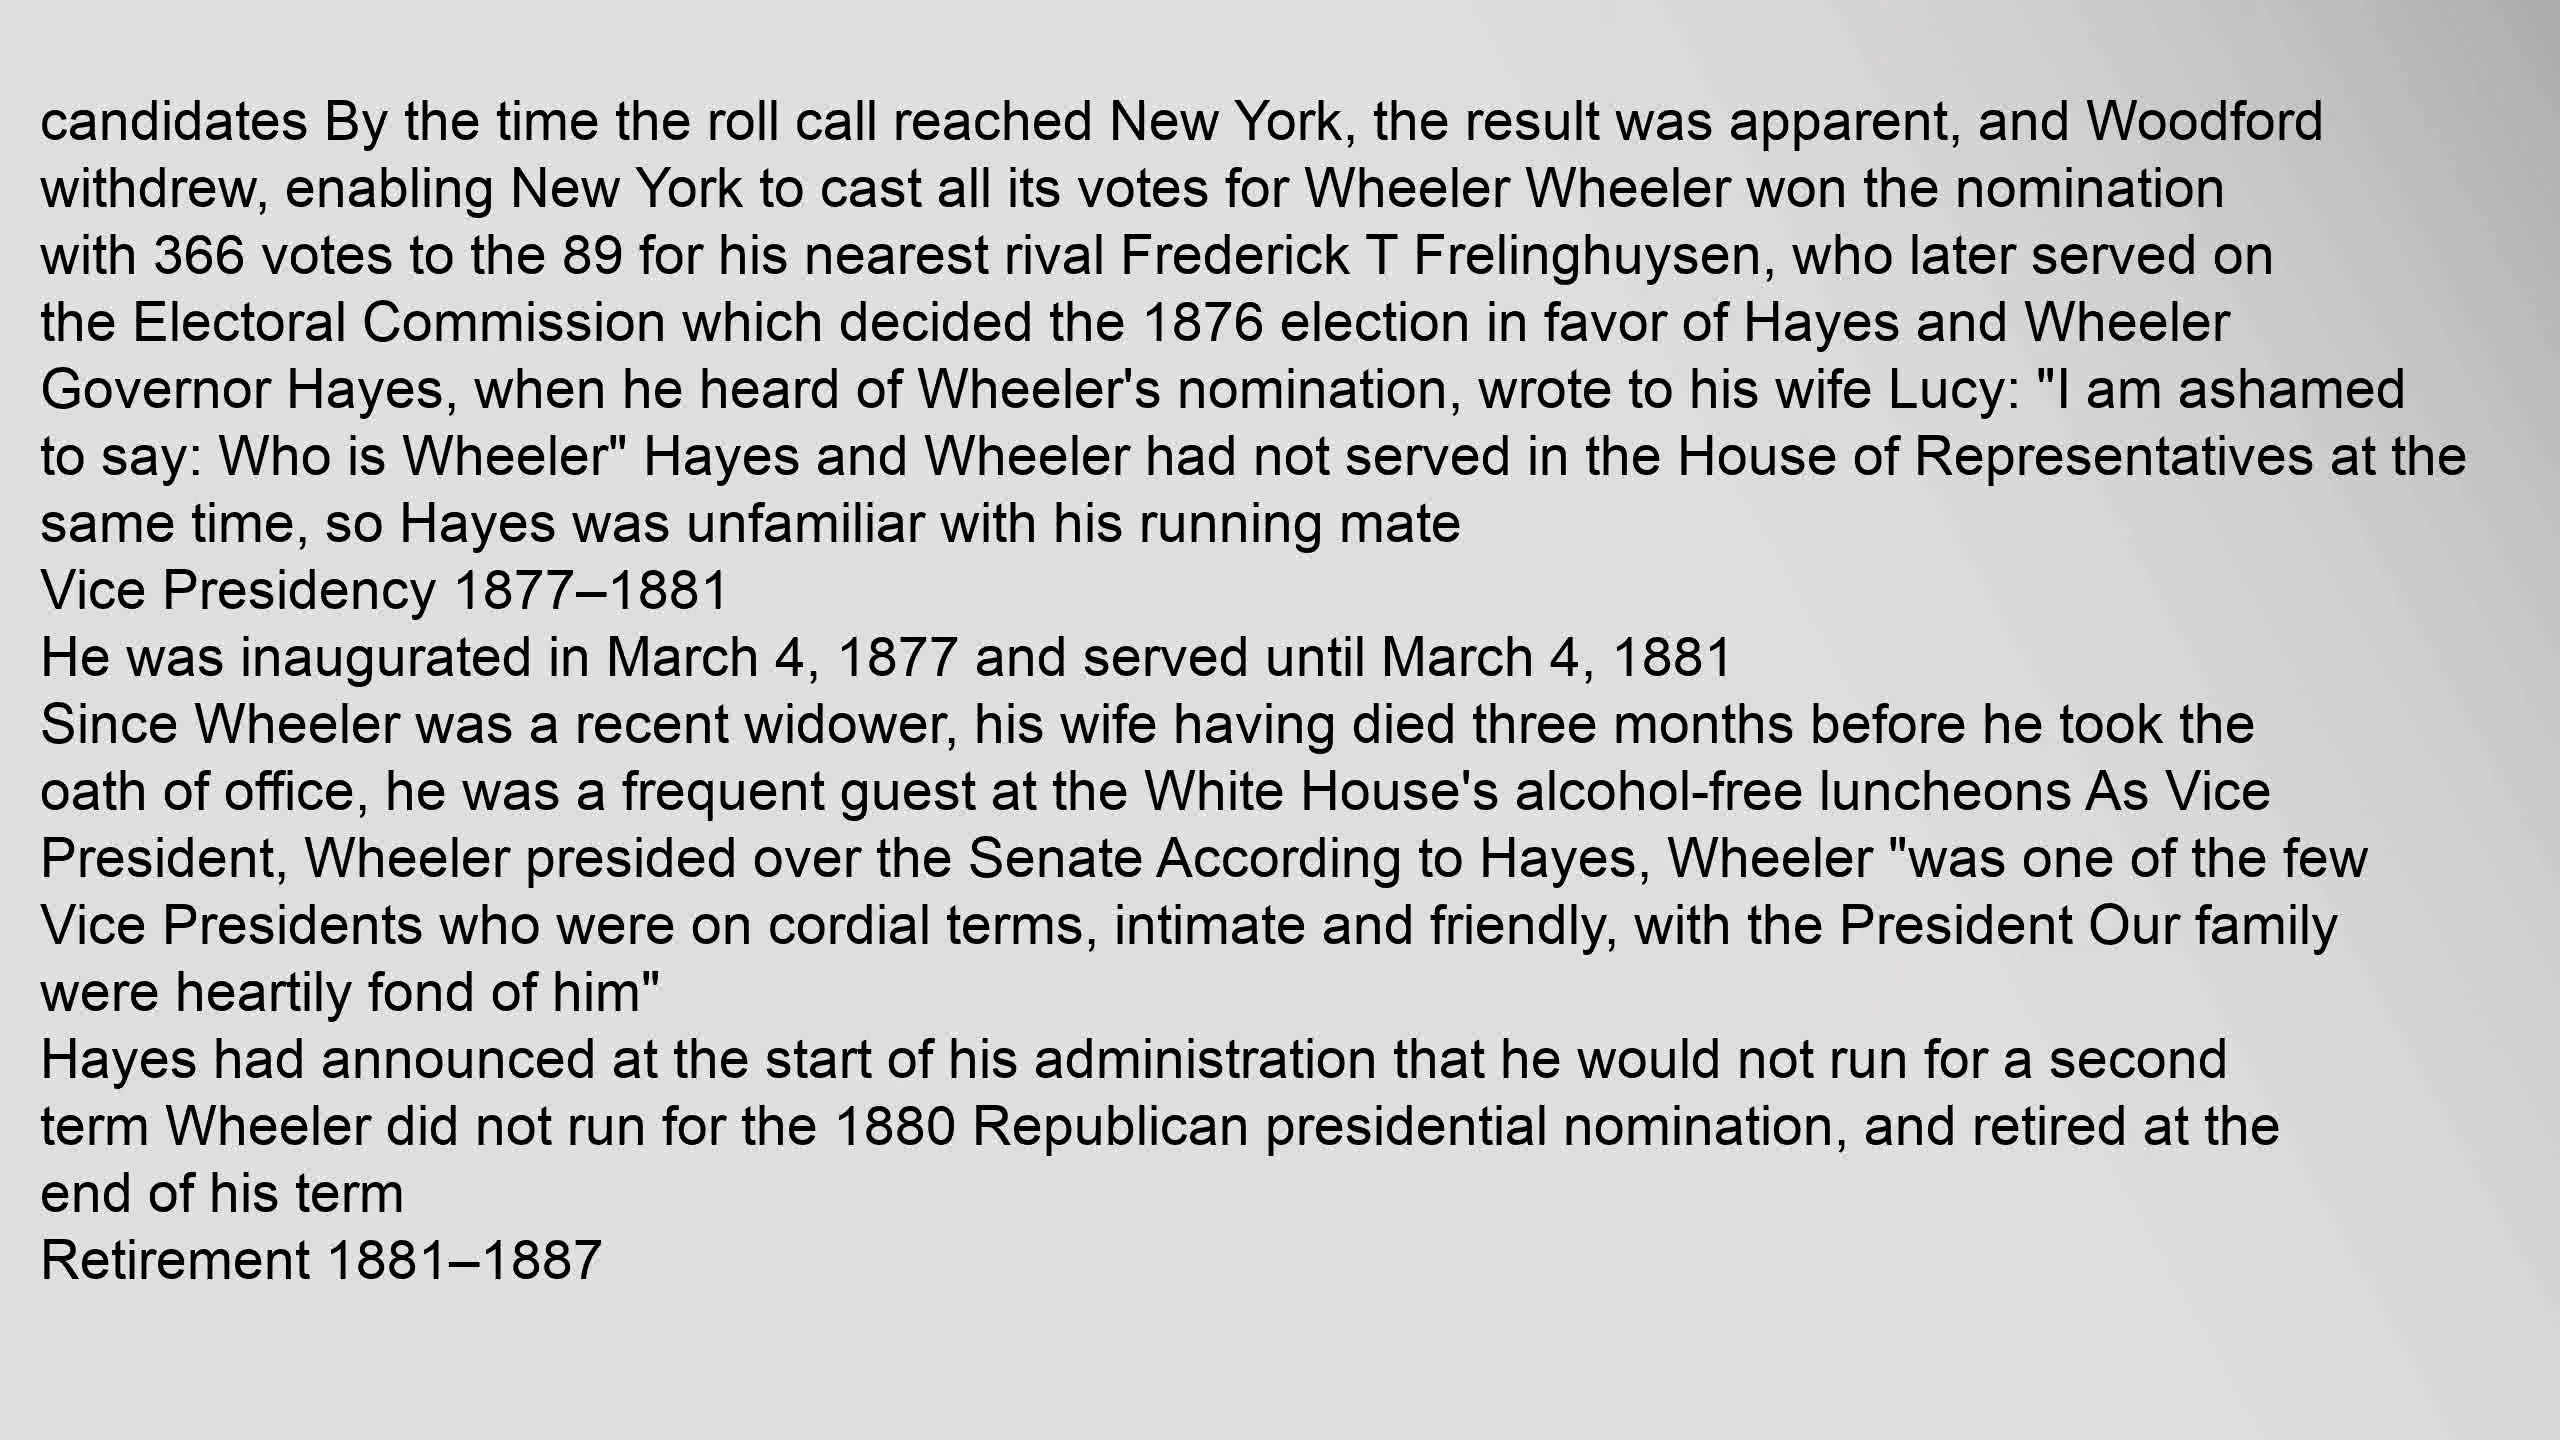 candidates By the time the roll call reached New York, the result was apparent, and Woodford
withdrew, enabling New York to cast all its votes for Wheeler Wheeler won the nomination
with 366 votes to the 89 for his nearest rival Frederick T Frelinghuysen, who later served on
the Electoral Commission which decided the 1876 election in favor of Hayes and Wheeler
Governor Hayes, when he heard of Wheeler's nomination, wrote to his wife Lucy: "I am ashamed
to say: Who is Wheeler" Hayes and Wheeler had not served in the House of Representatives at the
same time, so Hayes was unfamiliar with his running mate
Vice Presidency 1877–1881
He was inaugurated in March 4, 1877 and served until March 4, 1881
Since Wheeler was a recent widower, his wife having died three months before he took the
oath of office, he was a frequent guest at the White House's alcohol-free luncheons As Vice
President, Wheeler presided over the Senate According to Hayes, Wheeler "was one of the few
Vice Presidents who were on cordial terms, intimate and friendly, with the President Our family
were heartily fond of him"
Hayes had announced at the start of his administration that he would not run for a second
term Wheeler did not run for the 1880 Republican presidential nomination, and retired at the
end of his term
Retirement 1881–1887